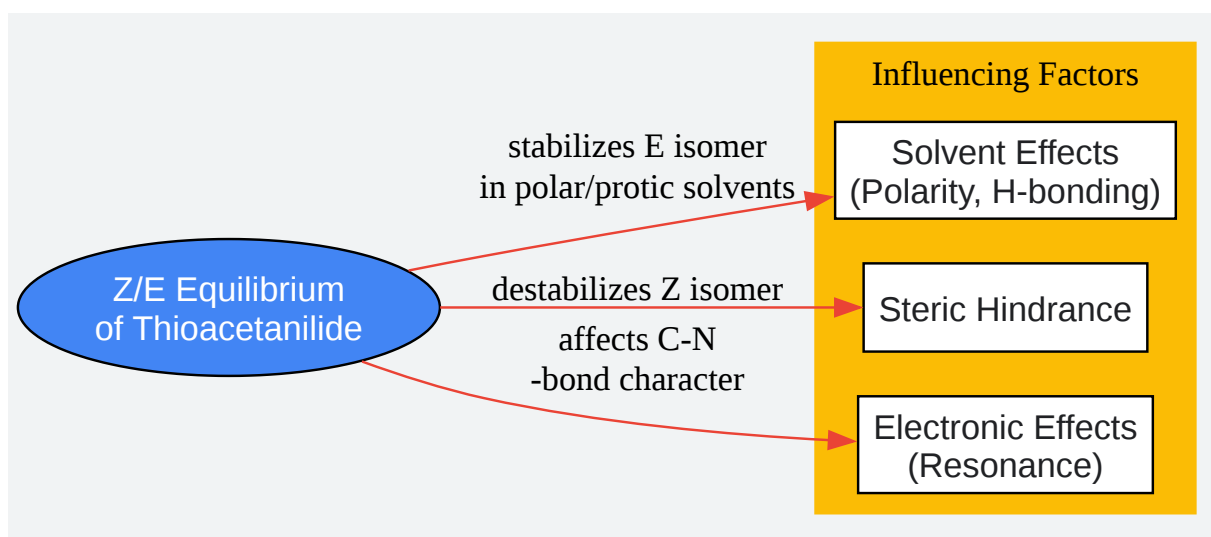 Influencing Factors
stabilizes E isomer
in polar/protic solvents
Solvent Effects
(Polarity, H-bonding)
Z/E Equilibrium
of Thioacetanilide
destabilizes Z isomer
Steric Hindrance
affects C-N
-bond character
Electronic Effects
(Resonance)